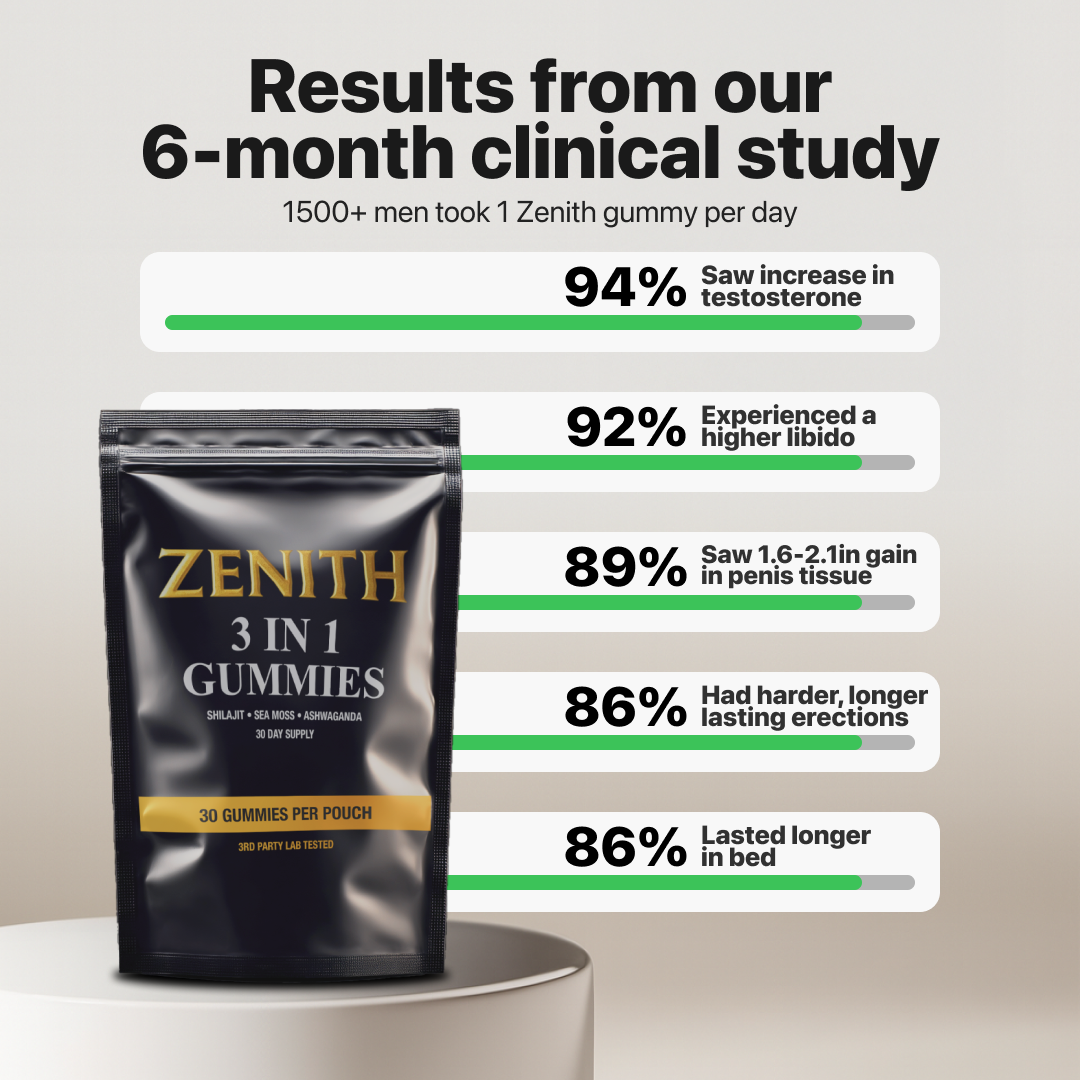 Results from our
6-month clinical study
1500+ men took 1 Zenith gummy per day
94% Saw increase in
testosterone
92% Experienced a
higher libido
89% Saw 1.6-2.1in gain
in penis tissue
86% Had harder, longer
lasting erections
86% Lasted longer
in bed
ZENITH
3 IN 1
GUMMIES
SHILAJIT • SEA MOSS • ASHWAGANDA
30 DAY SUPPLY
30 GUMMIES PER POUCH
3RD PARTY LAB TESTED